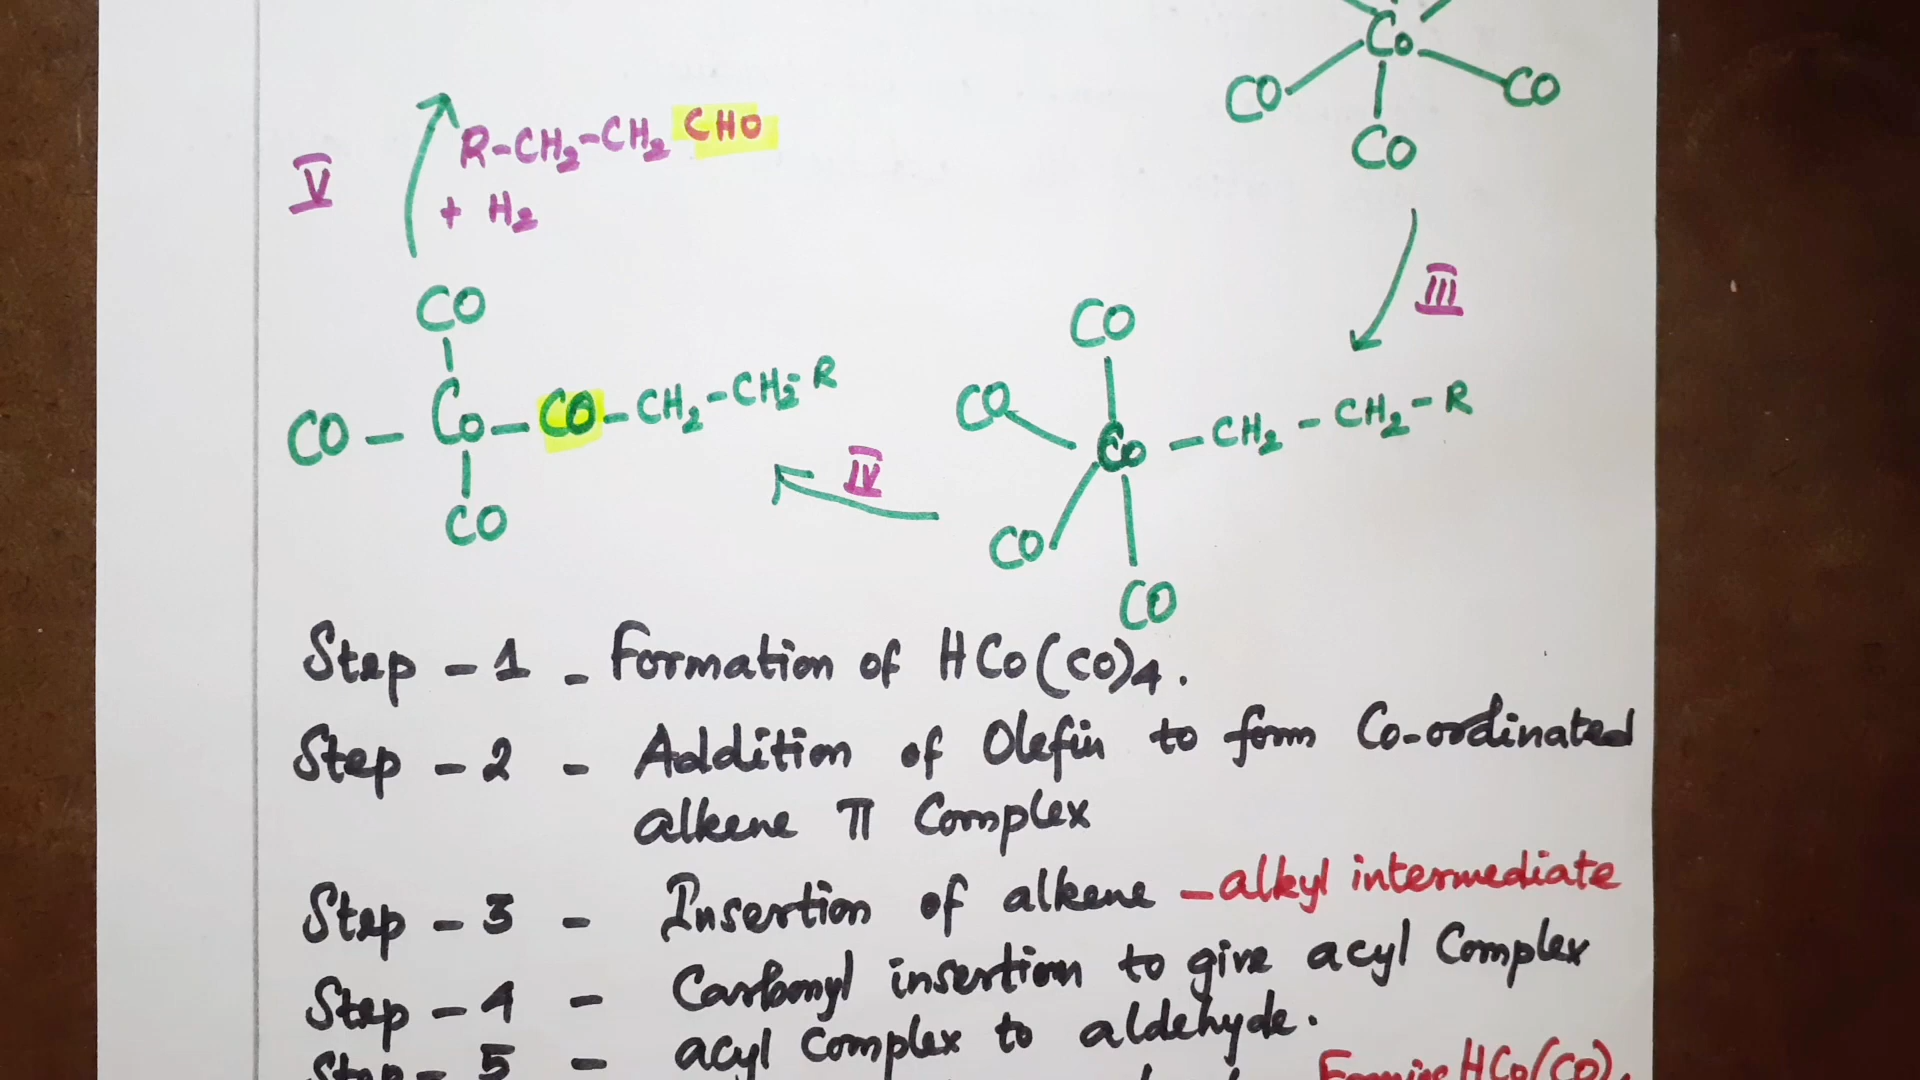 Co
CO
CO
CO
III
V
R-CH₂-CH₂ CHO
+ H₂
CO
CO - Co - CO - CH₂ - CH₂- R
CO
IV
CO
CO
Co - CH₂ - CH₂ - R
CO
CO
Step - 1 - Formation of HCo(CO)4.
Step - 2 - Addition of Olefin to form Co-ordinated
alkene π Complex
Step - 3 - Insertion of alkene - alkyl intermediate
Step - 4 - Carbonyl insertion to give acyl Complex
Step - 5 - acyl Complex to aldehyde.
HCo(CO)